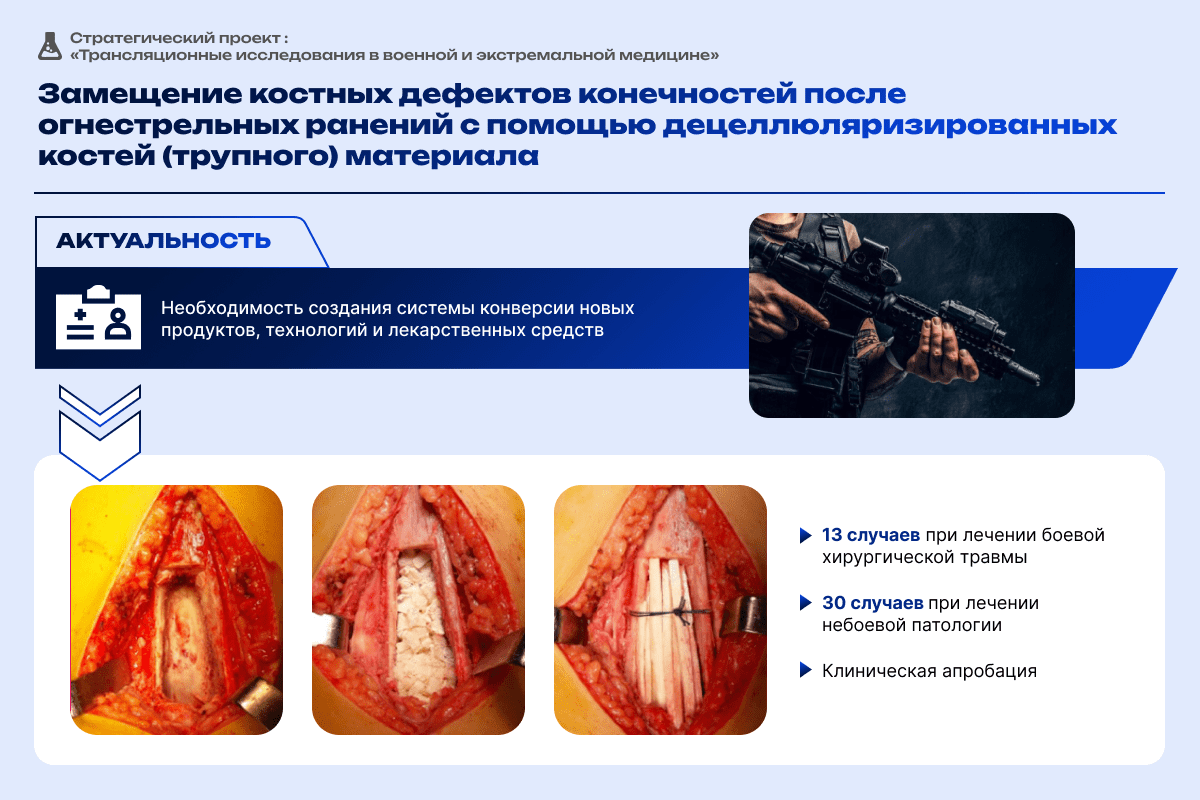 Стратегический проект :
«Трансляционные исследования в военной и экстремальной медицине»
Замещение костных дефектов конечностей после
огнестрельных ранений с помощью децеллюляризированных
костей (трупного) материала
АКТУАЛЬНОСТЬ
Необходимость создания системы конверсии новых
продуктов, технологий и лекарственных средств
13 случаев при лечении боевой
хирургической травмы
30 случаев при лечении
небоевой патологии
Клиническая апробация